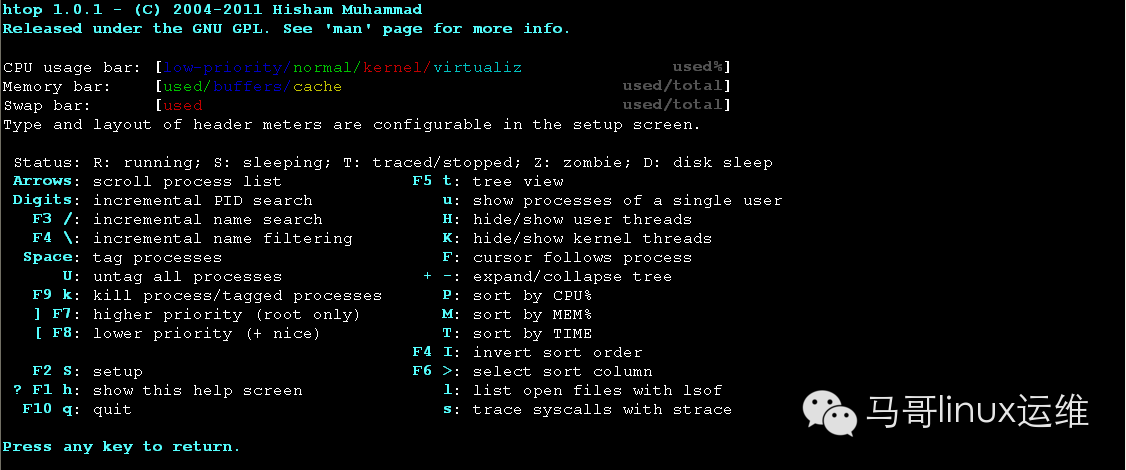 htop 1.0.1 - (C) 2004-2011 Hisham Muhammad
Released under the GNU GPL. See 'man' page for more info.
CPU usage bar: [low-priority/normal/kernel/virtualiz used%]
Memory bar: [used/buffers/cache used/total]
Swap bar: [used used/total]
Type and layout of header meters are configurable in the setup screen.
Status: R: running; S: sleeping; T: traced/stopped; Z: zombie; D: disk sleep
Arrows: scroll process list F5 t: tree view
Digits: incremental PID search u: show processes of a single user
F3 /: incremental name search H: hide/show user threads
F4 \: incremental name filtering K: hide/show kernel threads
Space: tag processes F: cursor follows process
U: untag all processes + -: expand/collapse tree
F9 k: kill process/tagged processes P: sort by CPU%
] F7: higher priority (root only) M: sort by MEM%
[ F8: lower priority (+ nice) T: sort by TIME
F4 I: invert sort order
F2 S: setup F6 >: select sort column
? F1 h: show this help screen l: list open files with lsof
F10 q: quit s: trace syscalls with strace
马哥linux运维
Press any key to return.